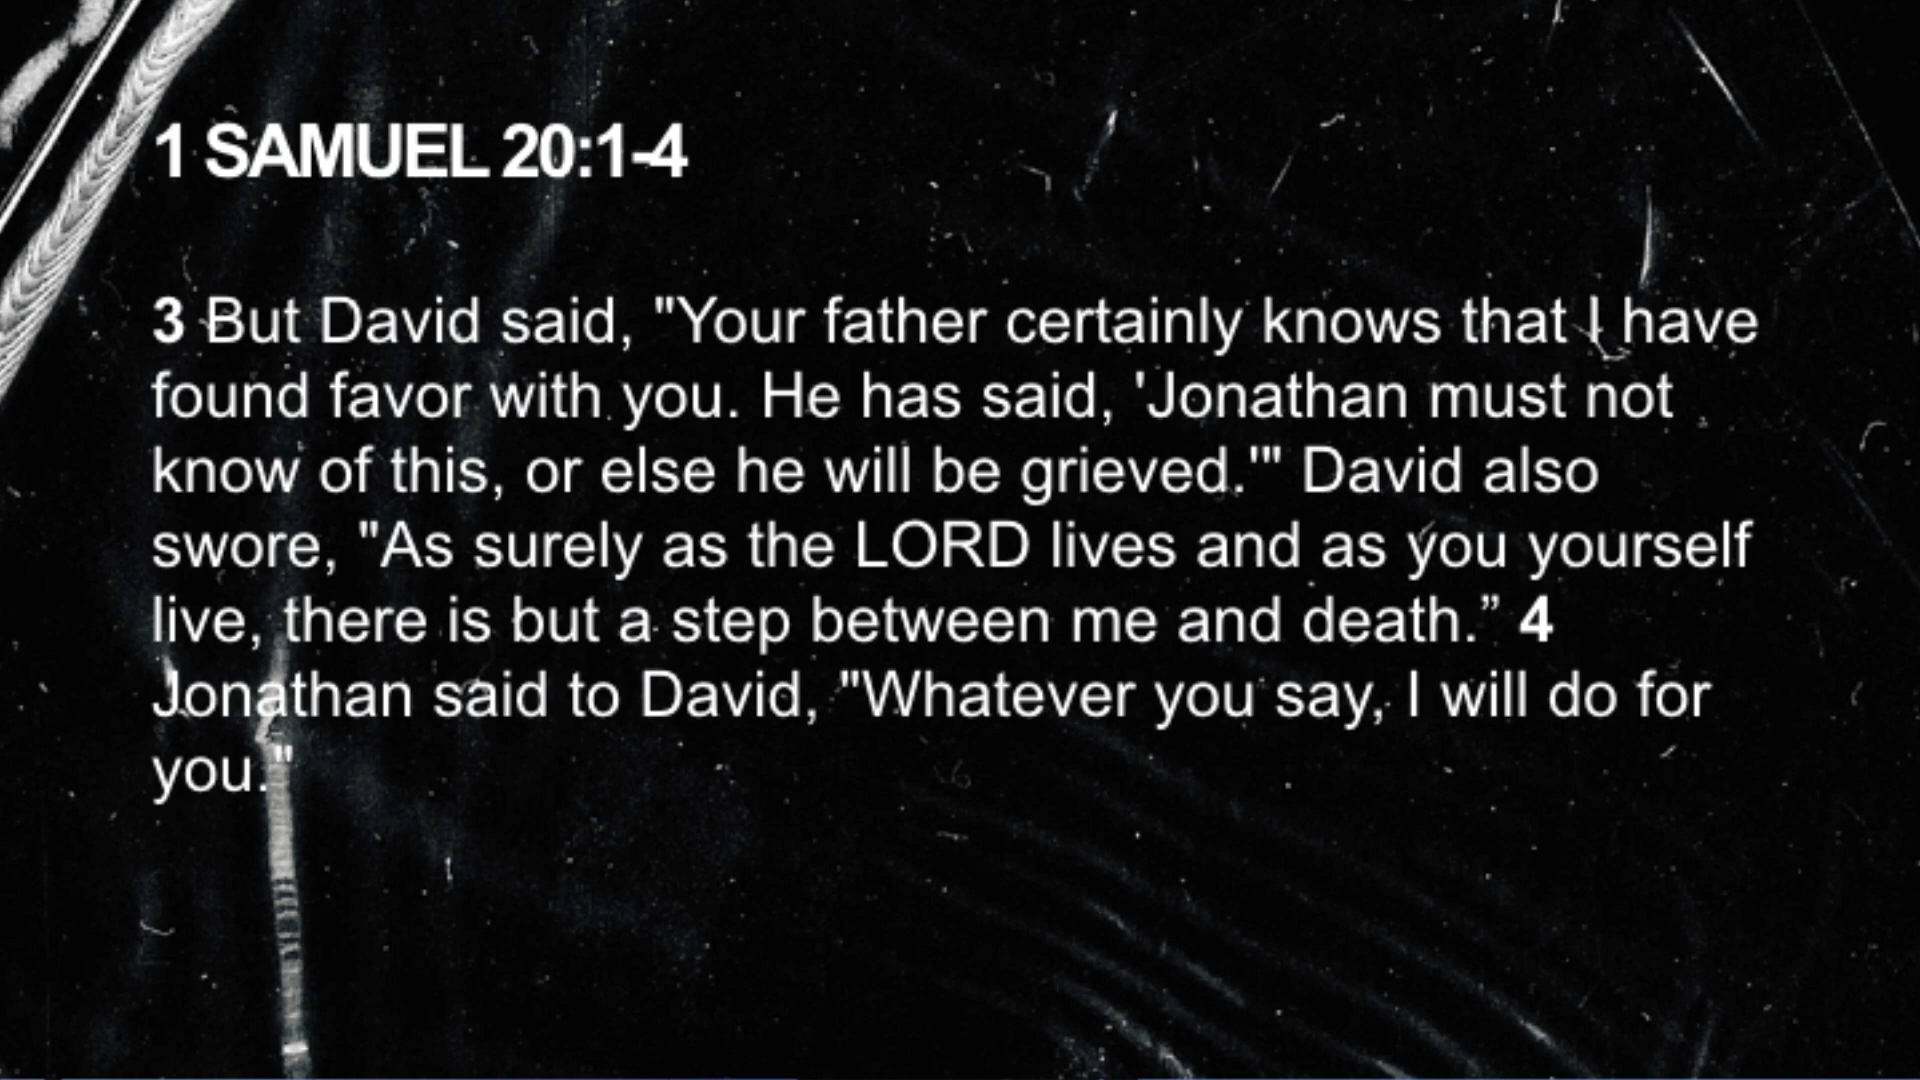 1 SAMUEL 20:1-4
3 But David said, "Your father certainly knows that I have
found favor with you. He has said, 'Jonathan must not
know of this, or else he will be grieved.'" David also
swore, "As surely as the LORD lives and as you yourself
live, there is but a step between me and death.” 4
Jonathan said to David, "Whatever you say, I will do for
you."